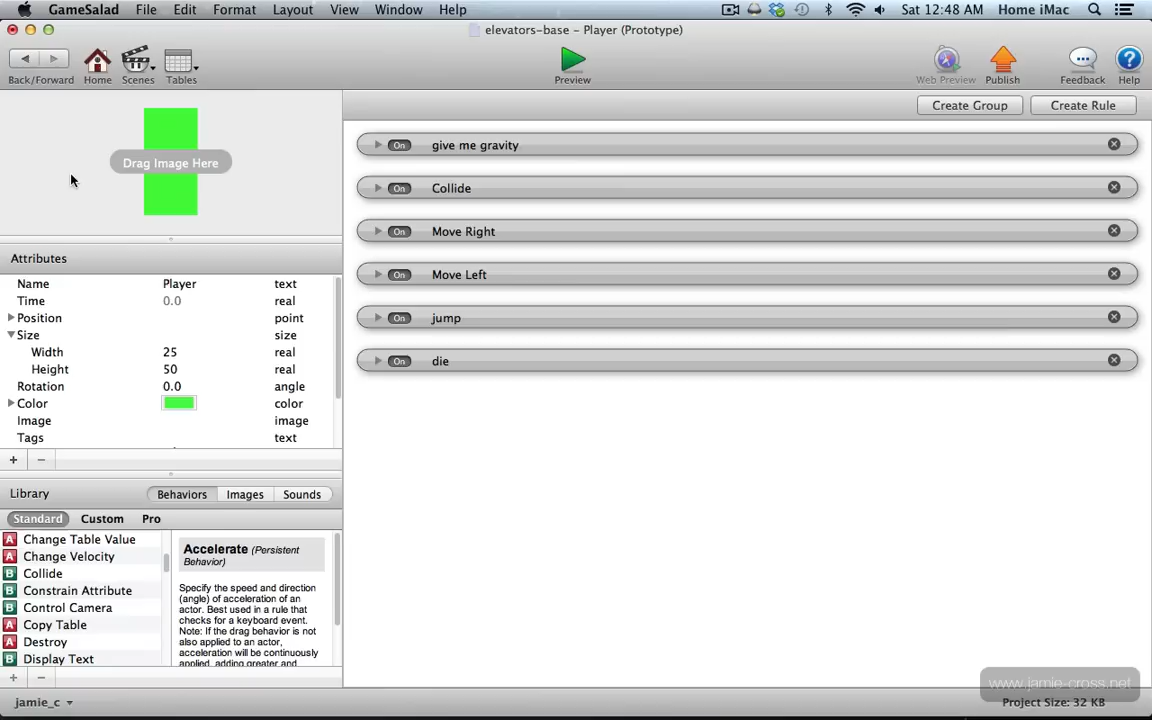 GameSalad File Edit Format Layout View Window Help Sat 12:48 AM Home iMac
elevators-base – Player (Prototype)
Back/Forward Home Scenes Tables Preview Web Preview Publish Feedback Help
Create Group Create Rule
Drag Image Here
On give me gravity
On Collide
On Move Right
On Move Left
On jump
On die
Attributes
Name Player text
Time 0.0 real
Position point
Size size
Width 25 real
Height 50 real
Rotation 0.0 angle
Color color
Image image
Tags text
+ −
Library Behaviors Images Sounds
Standard Custom Pro
A Change Table Value
A Change Velocity
B Collide
B Constrain Attribute
B Control Camera
A Copy Table
A Destroy
B Display Text
Accelerate (Persistent
Behavior)
Specify the speed and direction
(angle) of acceleration of an
actor. Best used in a rule that
checks for a keyboard event.
Note: If the drag behavior is not
also applied to an actor,
acceleration will be continuously
applied, adding greater and
+ −
www.jamie-cross.net
jamie_c Project Size: 32 KB